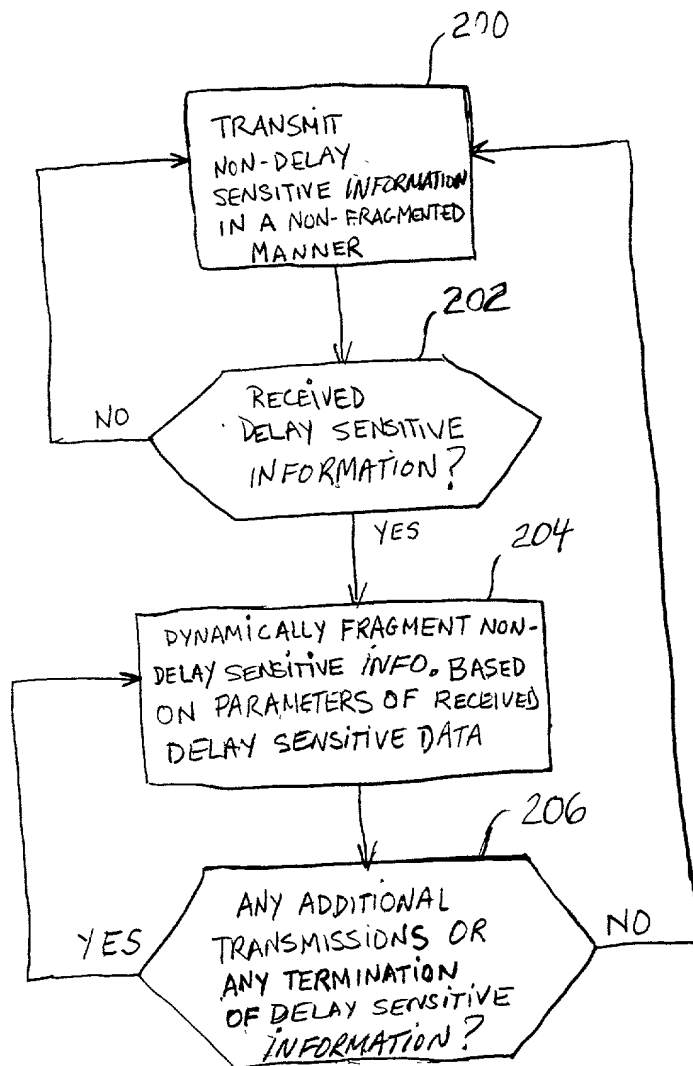 200
TRANSMIT
NON-DELAY
SENSITIVE INFORMATION
IN A NON-FRAGMENTED
MANNER
202
RECEIVED
DELAY SENSITIVE
INFORMATION?
NO
YES
204
DYNAMICALLY FRAGMENT NON-
DELAY SENSITIVE INFO. BASED
ON PARAMETERS OF RECEIVED
DELAY SENSITIVE DATA
206
ANY ADDITIONAL
TRANSMISSIONS OR
ANY TERMINATION
OF DELAY SENSITIVE
INFORMATION?
YES
NO